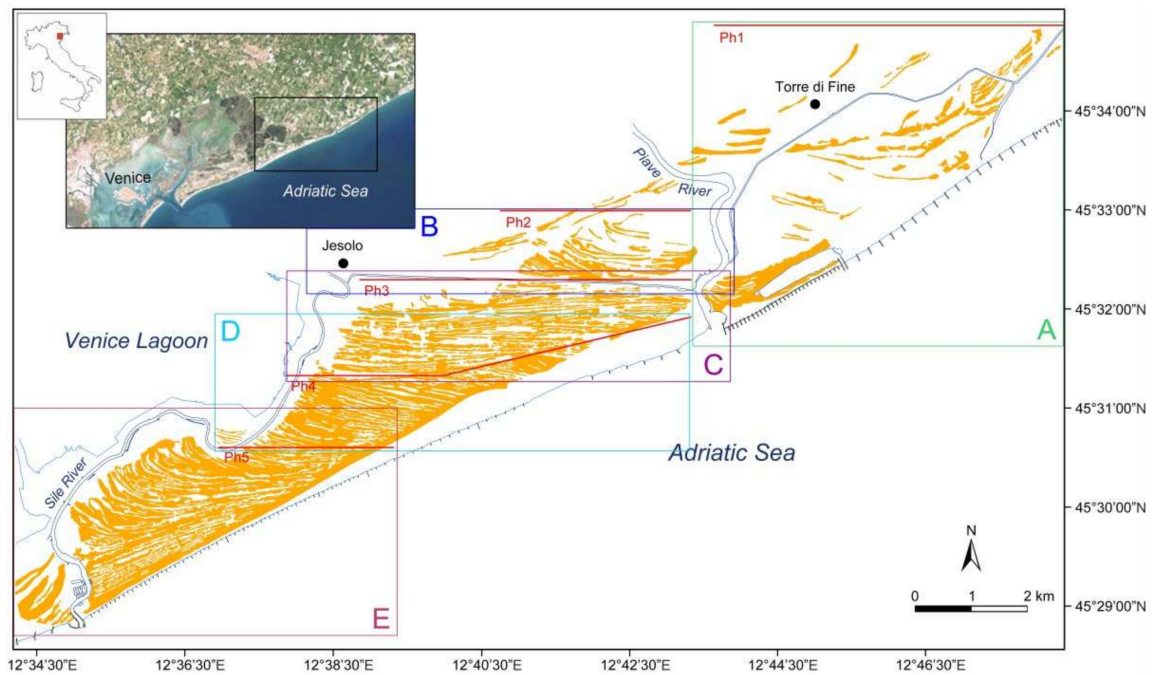 Ph1
Torre di Fine
45°34'00"N
Piave
River
Venice
Adriatic Sea
45°33'00"N
B
Ph2
Jesolo
Ph3
45°32'00"N
Venice Lagoon
D
A
C
Ph4
45°31'00"N
Ph5
Adriatic Sea
Sile River
45°30'00"N
N
0 1 2 km
45°29'00"N
E
12°34'30"E 12°36'30"E 12°38'30"E 12°40'30"E 12°42'30"E 12°44'30"E 12°46'30"E